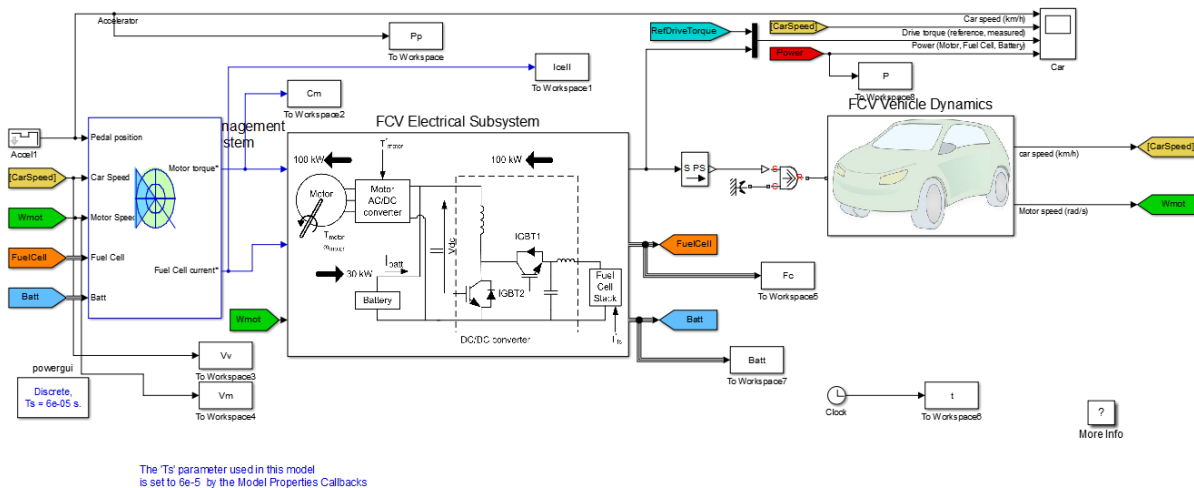 Accelerator
Pp
To Workspace
Icell
To Workspace1
Cm
To Workspace2
RefDriveTorque
[CarSpeed]
Power
Car speed (km/h)
Drive torque (reference, measured)
Power (Motor, Fuel Cell, Battery)
Car
P
To Workspace8
Accel1
[CarSpeed]
Wmot
FuelCell
Batt
Pedal position
Car Speed
Motor Speed
Fuel Cell
Batt
Motor torque*
Fuel Cell current*
nagement
stem
FCV Electrical Subsystem
100 kW
T*motor
100 kW
Motor
Motor
AC/DC
converter
Tmotor
Vdc
IGBT1
30 kW
Ibatt
Battery
IGBT2
Fuel
Cell
Stack
DC/DC converter
Wmot
S PS
FCV Vehicle Dynamics
car speed (km/h)
Motor speed (rad/s)
[CarSpeed]
Wmot
FuelCell
Fc
To Workspace5
Batt
Batt
To Workspace7
Vv
To Workspace3
Vm
To Workspace4
powergui
Discrete,
Ts = 6e-05 s.
Clock
t
To Workspace6
?
More Info
The 'Ts' parameter used in this model
is set to 6e-5 by the Model Properties Callbacks